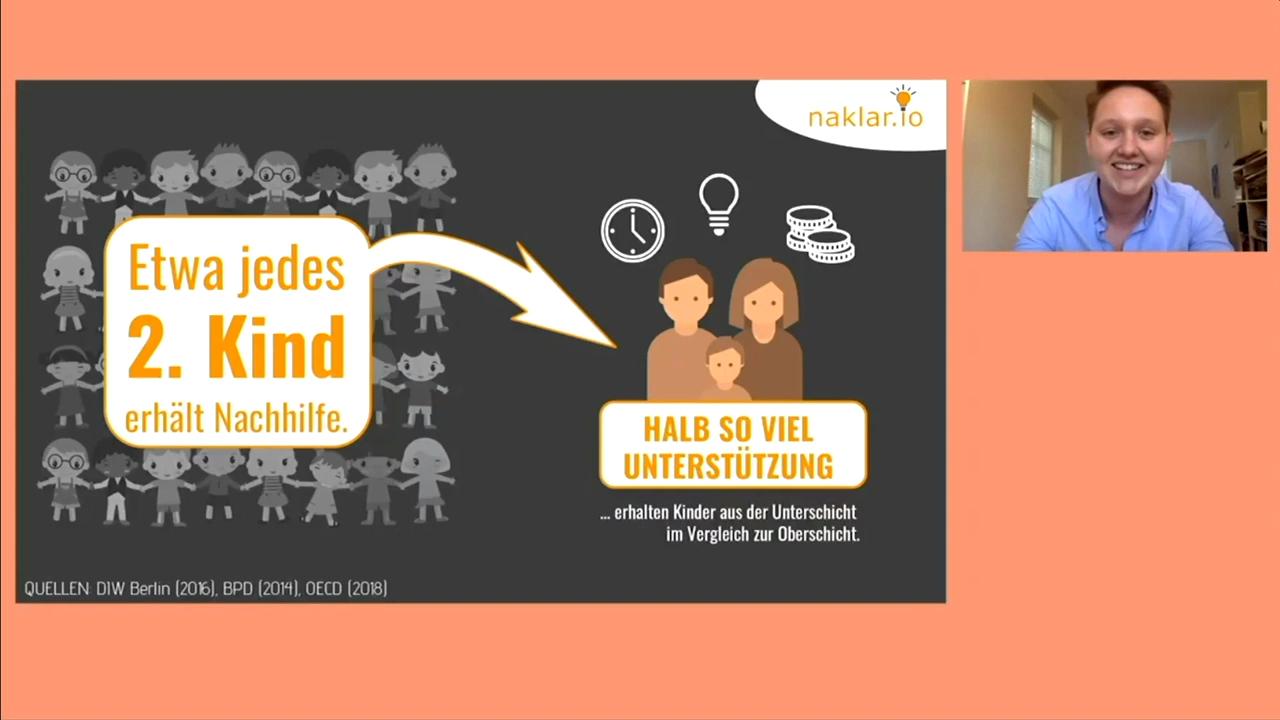 naklar.io
Etwa jedes
2. Kind
erhält Nachhilfe.
HALB SO VIEL
UNTERSTÜTZUNG
... erhalten Kinder aus der Unterschicht
im Vergleich zur Oberschicht.
QUELLEN: DIW Berlin (2016), BPD (2014), OECD (2018)